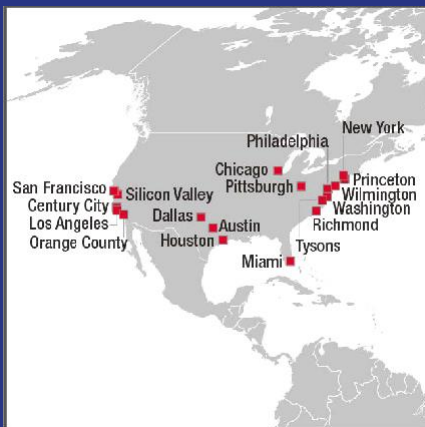 New York
Philadelphia
Chicago
Pittsburgh
Princeton
Wilmington
Washington
Richmond
San Francisco
Silicon Valley
Century City
Los Angeles
Orange County
Dallas
Austin
Houston
Tysons
Miami